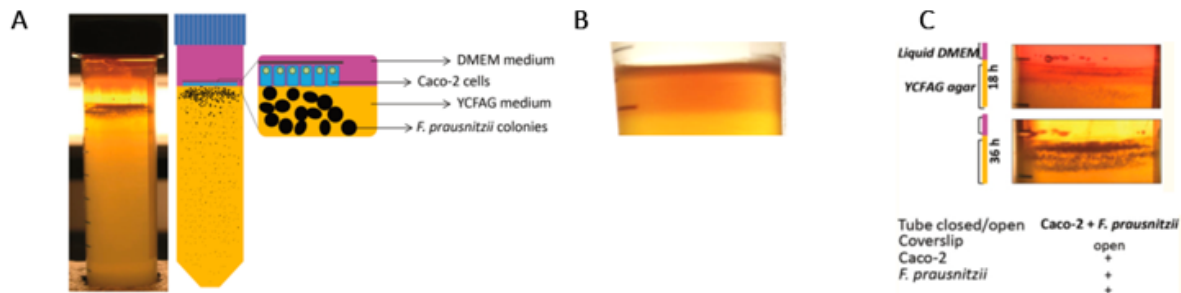 A
DMEM medium
Caco-2 cells
YCFAG medium
F. prausnitzii colonies
B
C
Liquid DMEM
YCFAG agar
18 h
36 h
Tube closed/open
Caco-2 + F. prausnitzii
Coverslip
open
Caco-2
+
F. prausnitzii
+
+